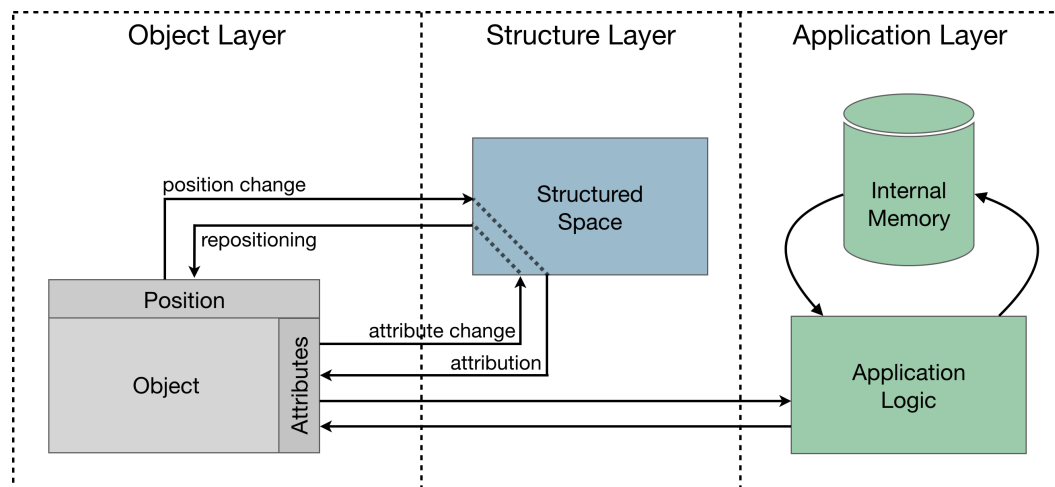 Object Layer
Structure Layer
Application Layer
position change
Structured
Space
Internal
Memory
repositioning
Position
attribute change
attribution
Object
Attributes
Application
Logic